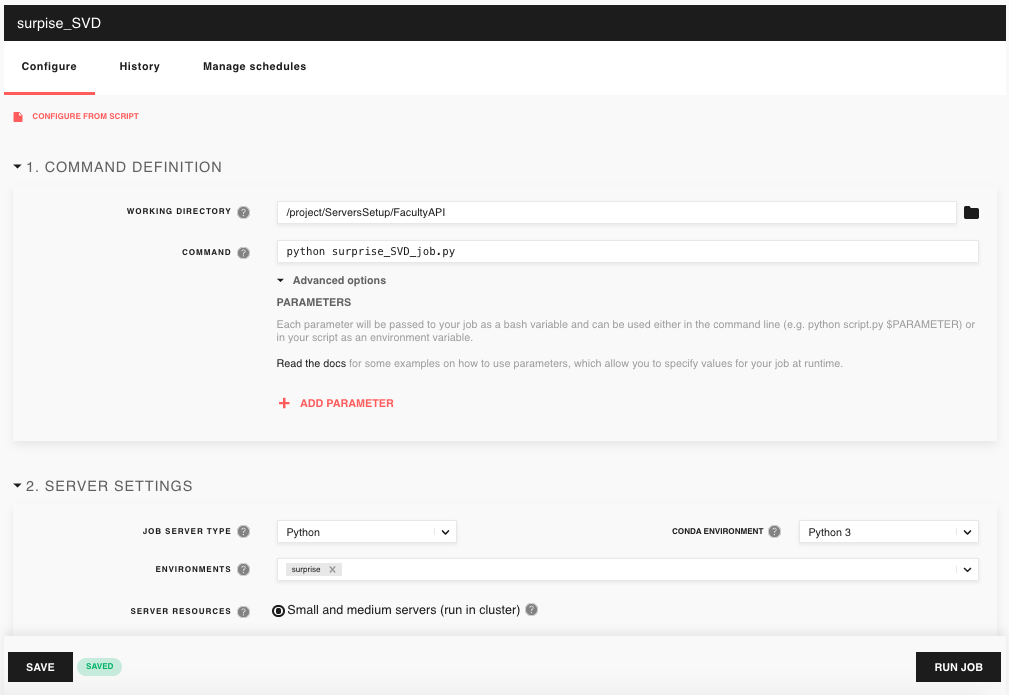 surpise_SVD
Configure History Manage schedules
CONFIGURE FROM SCRIPT
1. COMMAND DEFINITION
WORKING DIRECTORY ? /project/ServersSetup/FacultyAPI
COMMAND ? python surprise_SVD_job.py
Advanced options
PARAMETERS
Each parameter will be passed to your job as a bash variable and can be used either in the command line (e.g. python script.py $PARAMETER) or
in your script as an environment variable.
Read the docs for some examples on how to use parameters, which allow you to specify values for your job at runtime.
+ ADD PARAMETER
2. SERVER SETTINGS
JOB SERVER TYPE ? Python CONDA ENVIRONMENT ? Python 3
ENVIRONMENTS ? surprise ×
SERVER RESOURCES ? Small and medium servers (run in cluster) ?
SAVE SAVED RUN JOB